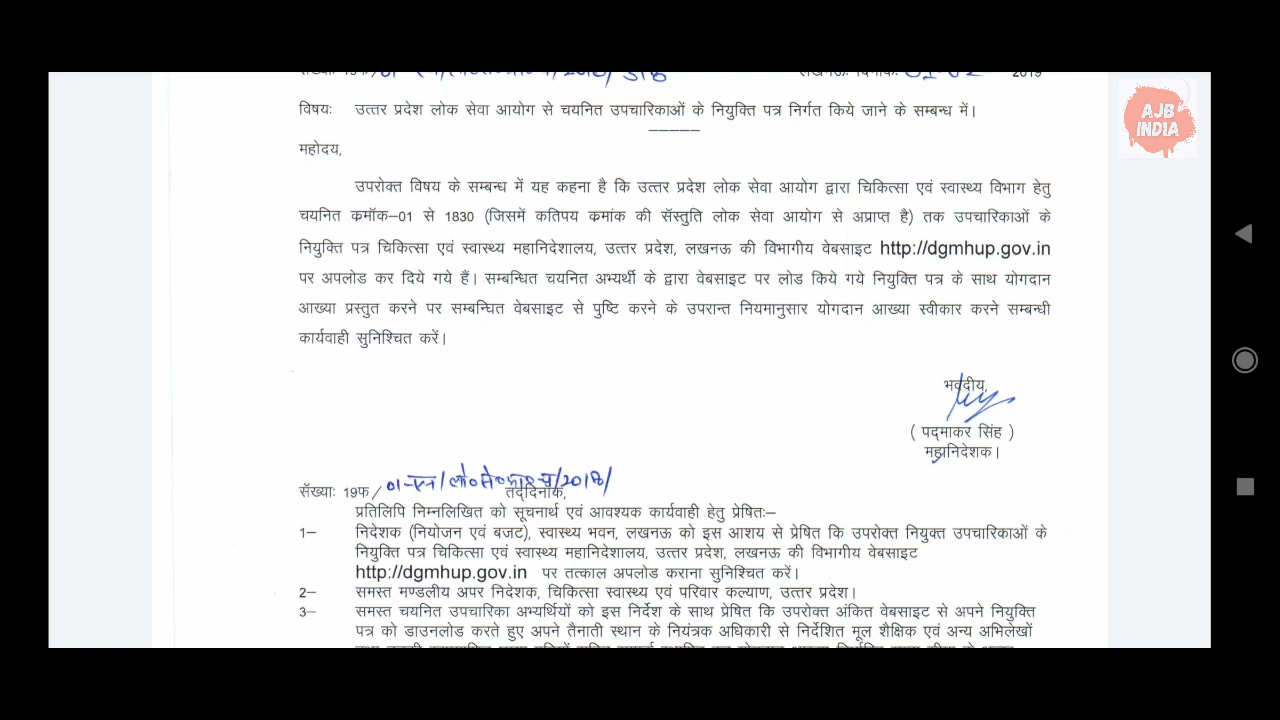 2019
विषयः उत्तर प्रदेश लोक सेवा आयोग से चयनित उपचारिकाओं के नियुक्ति पत्र निर्गत किये जाने के सम्बन्ध में।
AJB
INDIA
महोदय,
उपरोक्त विषय के सम्बन्ध में यह कहना है कि उत्तर प्रदेश लोक सेवा आयोग द्वारा चिकित्सा एवं स्वास्थ्य विभाग हेतु
चयनित क्रमॉक–01 से 1830 (जिसमें कतिपय क्रमांक की सॅस्तुति लोक सेवा आयोग से अप्राप्त है) तक उपचारिकाओं के
नियुक्ति पत्र चिकित्सा एवं स्वास्थ्य महानिदेशालय, उत्तर प्रदेश, लखनऊ की विभागीय वेबसाइट http://dgmhup.gov.in
पर अपलोड कर दिये गये हैं। सम्बन्धित चयनित अभ्यर्थी के द्वारा वेबसाइट पर लोड किये गये नियुक्ति पत्र के साथ योगदान
आख्या प्रस्तुत करने पर सम्बन्धित वेबसाइट से पुष्टि करने के उपरान्त नियमानुसार योगदान आख्या स्वीकार करने सम्बन्धी
कार्यवाही सुनिश्चित करें।
भवदीय,
( पद्माकर सिंह )
महानिदेशक।
सॅख्याः 19फ/ /2018/ तद्दिनांक,
प्रतिलिपि निम्नलिखित को सूचनार्थ एवं आवश्यक कार्यवाही हेतु प्रेषितः–
1– निदेशक (नियोजन एवं बजट), स्वास्थ्य भवन, लखनऊ को इस आशय से प्रेषित कि उपरोक्त नियुक्त उपचारिकाओं के
नियुक्ति पत्र चिकित्सा एवं स्वास्थ्य महानिदेशालय, उत्तर प्रदेश, लखनऊ की विभागीय वेबसाइट
http://dgmhup.gov.in पर तत्काल अपलोड कराना सुनिश्चित करें।
2– समस्त मण्डलीय अपर निदेशक, चिकित्सा स्वास्थ्य एवं परिवार कल्याण, उत्तर प्रदेश।
3– समस्त चयनित उपचारिका अभ्यर्थियों को इस निर्देश के साथ प्रेषित कि उपरोक्त अंकित वेबसाइट से अपने नियुक्ति
पत्र को डाउनलोड करते हुए अपने तैनाती स्थान के नियंत्रक अधिकारी से निर्देशित मूल शैक्षिक एवं अन्य अभिलेखों